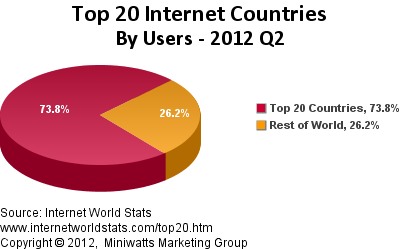 Top 20 Internet Countries
By Users - 2012 Q2
73.8%
26.2%
Top 20 Countries, 73.8%
Rest of World, 26.2%
Source: Internet World Stats
www.internetworldstats.com/top20.htm
Copyright © 2012, Miniwatts Marketing Group